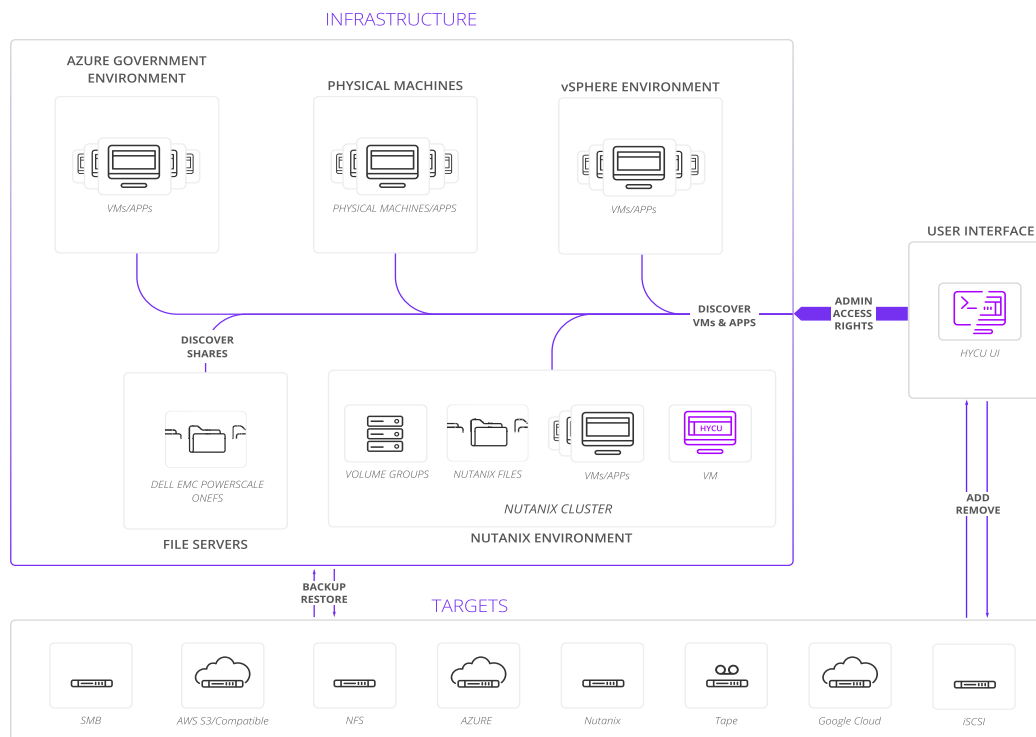 INFRASTRUCTURE
AZURE GOVERNMENT
ENVIRONMENT
PHYSICAL MACHINES
vSPHERE ENVIRONMENT
VMs/APPs
PHYSICAL MACHINES/APPS
VMs/APPs
USER INTERFACE
DISCOVER
VMs & APPS
ADMIN
ACCESS
RIGHTS
HYCU UI
DISCOVER
SHARES
HYCU
VOLUME GROUPS
NUTANIX FILES
VMs/APPs
VM
DELL EMC POWERSCALE
ONEFS
NUTANIX CLUSTER
FILE SERVERS
NUTANIX ENVIRONMENT
ADD
REMOVE
BACKUP
RESTORE
TARGETS
SMB
AWS S3/Compatible
NFS
AZURE
Nutanix
Tape
Google Cloud
iSCSI